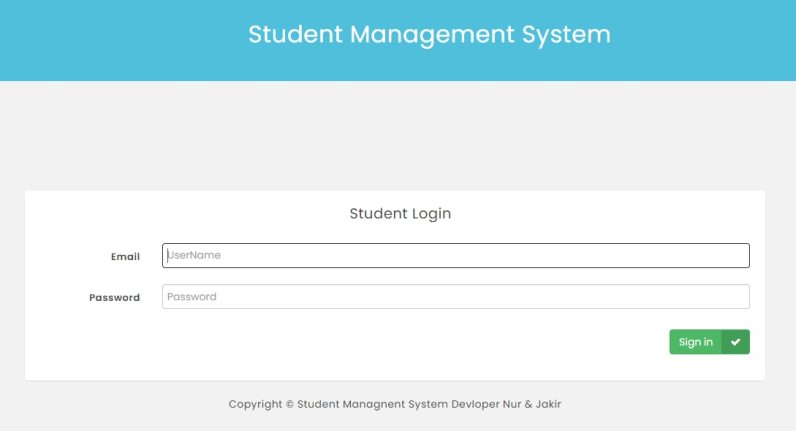 Student Management System
Student Login
Email UserName
Password Password
Sign in
Copyright © Student Managnent System Devloper Nur & Jakir